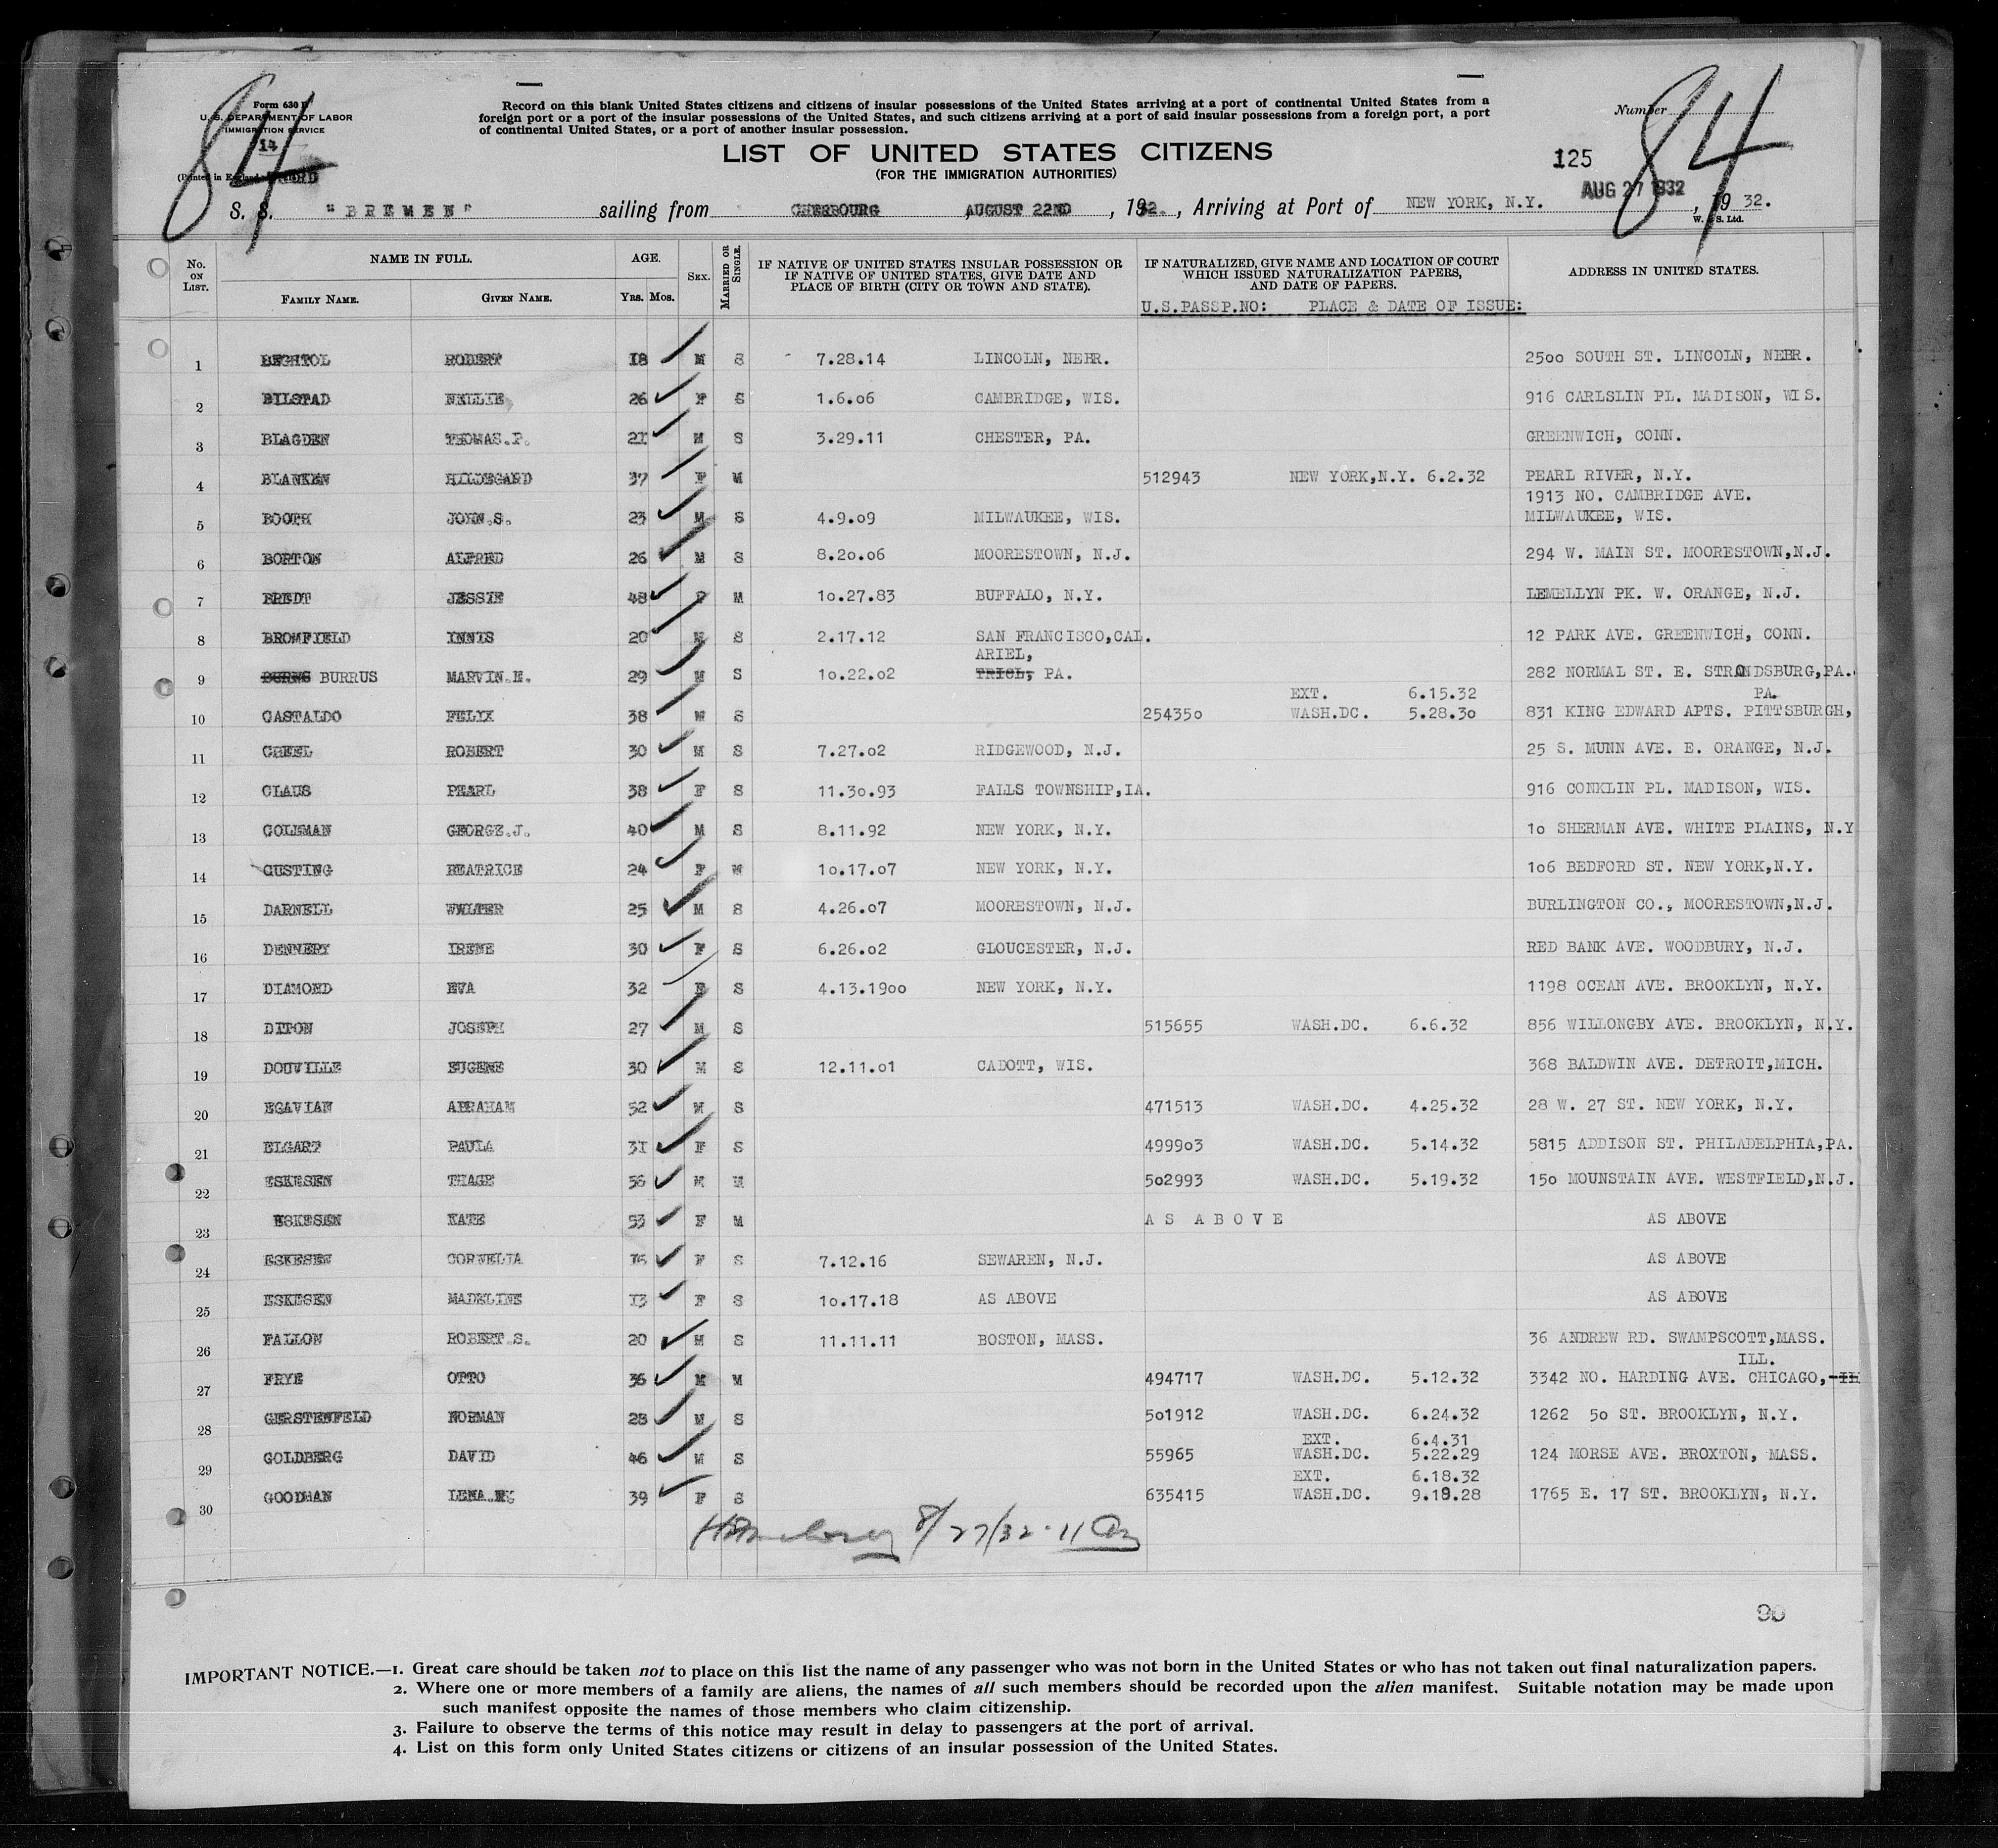 84
Form 630 B
U. S. DEPARTMENT OF LABOR
IMMIGRATION SERVICE
14
(Printed in England)
Record on this blank United States citizens and citizens of insular possessions of the United States arriving at a port of continental United States from a
foreign port or a port of the insular possessions of the United States, and such citizens arriving at a port of said insular possessions from a foreign port, a port
of continental United States, or a port of another insular possession.
Number
84
LIST OF UNITED STATES CITIZENS
(FOR THE IMMIGRATION AUTHORITIES)
125
AUG 27 1932
S. S. "BREMEN" sailing from CHERBOURG AUGUST 22ND, 1932., Arriving at Port of NEW YORK, N.Y., 1932.
W. & S. Ltd.
No. ON LIST. NAME IN FULL. FAMILY NAME. GIVEN NAME. AGE. Yrs. Mos. SEX. MARRIED OR SINGLE. IF NATIVE OF UNITED STATES INSULAR POSSESSION OR IF NATIVE OF UNITED STATES, GIVE DATE AND PLACE OF BIRTH (CITY OR TOWN AND STATE). IF NATURALIZED, GIVE NAME AND LOCATION OF COURT WHICH ISSUED NATURALIZATION PAPERS, AND DATE OF PAPERS. ADDRESS IN UNITED STATES.
U.S.PASSP.NO: PLACE & DATE OF ISSUE:
1 BEGHTOL ROBERT 18 M S 7.28.14 LINCOLN, NEBR. 2500 SOUTH ST. LINCOLN, NEBR.
2 BILSTAD NELLIE 26 F S 1.6.06 CAMBRIDGE, WIS. 916 CARLSLIN PL. MADISON, WIS.
3 BLAGDEN THOMAS.P. 21 M S 3.29.11 CHESTER, PA. GREENWICH, CONN.
4 BLANKEN HILDEGARD 37 F M 512943 NEW YORK,N.Y. 6.2.32 PEARL RIVER, N.Y.
1913 NO. CAMBRIDGE AVE.
5 BOOTH JOHN.S. 23 M S 4.9.09 MILWAUKEE, WIS. MILWAUKEE, WIS.
6 BORTON ALFRED 26 M S 8.20.06 MOORESTOWN, N.J. 294 W. MAIN ST. MOORESTOWN,N.J.
7 BREDT JESSIE 48 F M 10.27.83 BUFFALO, N.Y. LEMELLYN PK. W. ORANGE, N.J.
8 BROMFIELD INNIS 20 M S 2.17.12 SAN FRANCISCO,CAL. 12 PARK AVE. GREENWICH, CONN.
ARIEL,
9 BURNS BURRUS MARVIN.E. 29 M S 10.22.02 TRIEL, PA. 282 NORMAL ST. E. STROUDSBURG,PA.
EXT. 6.15.32 PA.
10 CASTALDO FELIX 38 M S 254350 WASH.DC. 5.28.30 831 KING EDWARD APTS. PITTSBURGH,
11 CREEL ROBERT 30 M S 7.27.02 RIDGEWOOD, N.J. 25 S. MUNN AVE. E. ORANGE, N.J.
12 CLAUS PEARL 38 F S 11.30.93 FALLS TOWNSHIP,IA. 916 CONKLIN PL. MADISON, WIS.
13 COLEMAN GEORGE.J. 40 M S 8.11.92 NEW YORK, N.Y. 10 SHERMAN AVE. WHITE PLAINS, N.Y
14 CUSTING BEATRICE 24 F M 10.17.07 NEW YORK, N.Y. 106 BEDFORD ST. NEW YORK,N.Y.
15 DARNELL WALTER 25 M S 4.26.07 MOORESTOWN, N.J. BURLINGTON CO., MOORESTOWN,N.J.
16 DENNERY IRENE 30 F S 6.26.02 GLOUCESTER, N.J. RED BANK AVE. WOODBURY, N.J.
17 DIAMOND EVA 32 F S 4.13.1900 NEW YORK, N.Y. 1198 OCEAN AVE. BROOKLYN, N.Y.
18 DITON JOSEPH 27 M S 515655 WASH.DC. 6.6.32 856 WILLONGBY AVE. BROOKLYN, N.Y.
19 DOUVILLE EUGENE 30 M S 12.11.01 CADOTT, WIS. 368 BALDWIN AVE. DETROIT,MICH.
20 EGAVIAN ABRAHAM 52 M S 471513 WASH.DC. 4.25.32 28 W. 27 ST. NEW YORK, N.Y.
21 ELGART PAULA 31 F S 499903 WASH.DC. 5.14.32 5815 ADDISON ST. PHILADELPHIA,PA.
22 ESKESEN THAGE 56 M M 502993 WASH.DC. 5.19.32 150 MOUNSTAIN AVE. WESTFIELD,N.J.
23 ESKESEN KATE 53 F M AS ABOVE AS ABOVE
24 ESKESEN CORNELIA 16 F S 7.12.16 SEWAREN, N.J. AS ABOVE
25 ESKESEN MADELINE 13 F S 10.17.18 AS ABOVE AS ABOVE
26 FALLON ROBERT.S. 20 M S 11.11.11 BOSTON, MASS. 36 ANDREW RD. SWAMPSCOTT,MASS.
ILL.
27 FRYE OTTO 36 M M 494717 WASH.DC. 5.12.32 3342 NO. HARDING AVE. CHICAGO,
28 GERSTENFELD NORMAN 28 M S 501912 WASH.DC. 6.24.32 1262 50 ST. BROOKLYN, N.Y.
EXT. 6.4.31
29 GOLDBERG DAVID 46 M S 55965 WASH.DC. 5.22.29 124 MORSE AVE. BROXTON, MASS.
EXT. 6.18.32
30 GOODMAN LENA 39 F S 635415 WASH.DC. 9.19.28 1765 E. 17 ST. BROOKLYN, N.Y.
8/27/32 - 11 am
90
IMPORTANT NOTICE.—1. Great care should be taken not to place on this list the name of any passenger who was not born in the United States or who has not taken out final naturalization papers.
2. Where one or more members of a family are aliens, the names of all such members should be recorded upon the alien manifest. Suitable notation may be made upon
such manifest opposite the names of those members who claim citizenship.
3. Failure to observe the terms of this notice may result in delay to passengers at the port of arrival.
4. List on this form only United States citizens or citizens of an insular possession of the United States.